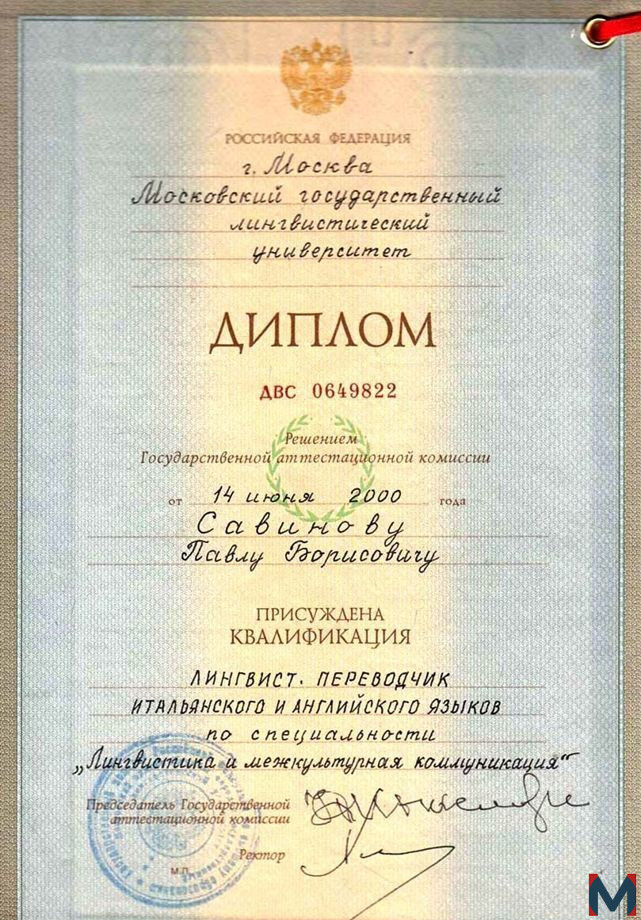 РОССИЙСКАЯ ФЕДЕРАЦИЯ
г. Москва
Московский государственный
лингвистический
университет
ДИПЛОМ
ДВС 0649822
Решением
Государственной аттестационной комиссии
от 14 июня 2000 года
Савинову
Павлу Борисовичу
ПРИСУЖДЕНА
КВАЛИФИКАЦИЯ
ЛИНГВИСТ. ПЕРЕВОДЧИК
ИТАЛЬЯНСКОГО И АНГЛИЙСКОГО ЯЗЫКОВ
по специальности
„Лингвистика и межкультурная коммуникация“
Председатель Государственной
аттестационной комиссии
Ректор
М.П.
М